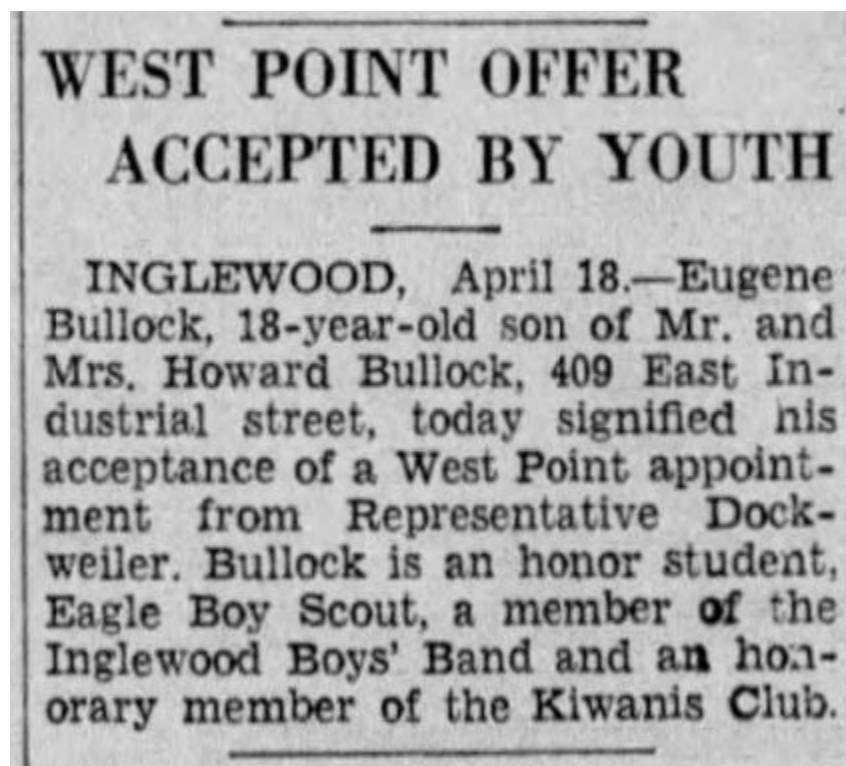 WEST POINT OFFER
ACCEPTED BY YOUTH
INGLEWOOD, April 18.—Eugene
Bullock, 18-year-old son of Mr. and
Mrs. Howard Bullock, 409 East In-
dustrial street, today signified his
acceptance of a West Point appoint-
ment from Representative Dock-
weiler. Bullock is an honor student,
Eagle Boy Scout, a member of the
Inglewood Boys' Band and an hon-
orary member of the Kiwanis Club.